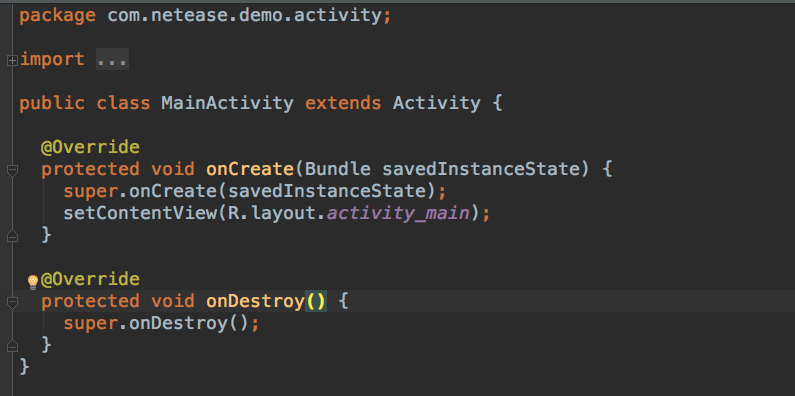 package com.netease.demo.activity;
import ...
public class MainActivity extends Activity {
@Override
protected void onCreate(Bundle savedInstanceState) {
super.onCreate(savedInstanceState);
setContentView(R.layout.activity_main);
}
@Override
protected void onDestroy() {
super.onDestroy();
}
}